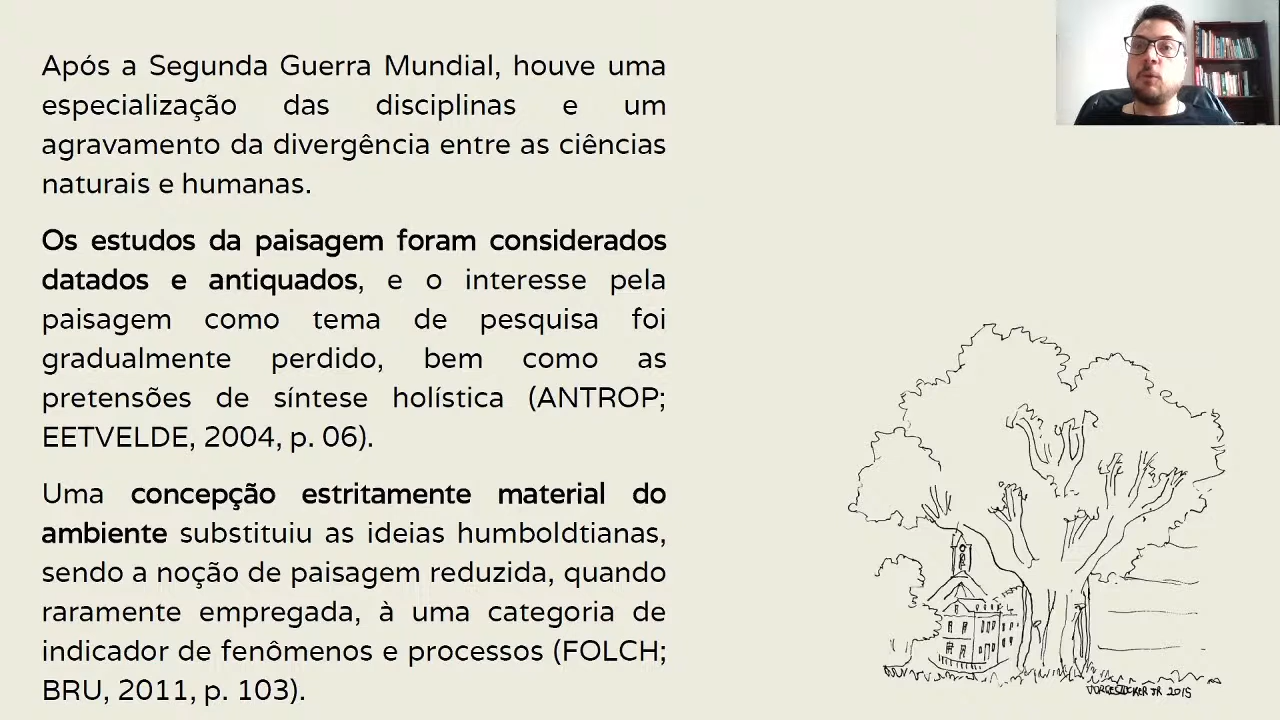 Após a Segunda Guerra Mundial, houve uma
especialização das disciplinas e um
agravamento da divergência entre as ciências
naturais e humanas.
Os estudos da paisagem foram considerados
datados e antiquados, e o interesse pela
paisagem como tema de pesquisa foi
gradualmente perdido, bem como as
pretensões de síntese holística (ANTROP;
EETVELDE, 2004, p. 06).
Uma concepção estritamente material do
ambiente substituiu as ideias humboldtianas,
sendo a noção de paisagem reduzida, quando
raramente empregada, à uma categoria de
indicador de fenômenos e processos (FOLCH;
BRU, 2011, p. 103).
JR 2015